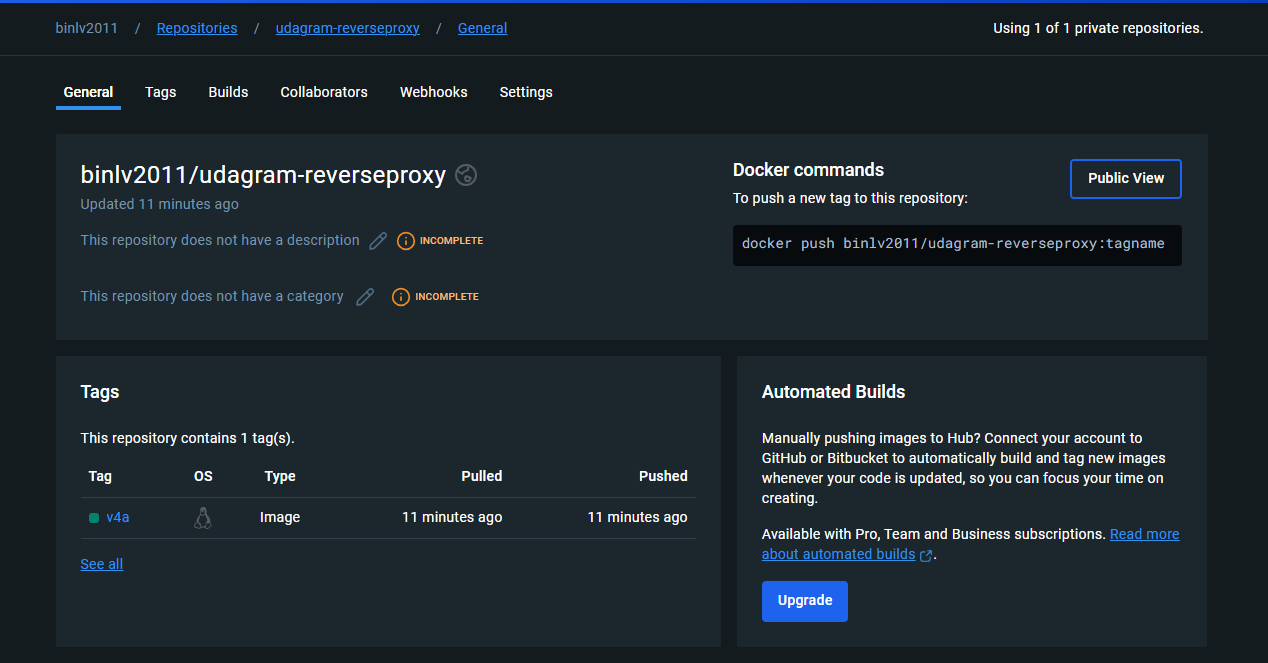 binlv2011 / Repositories / udagram-reverseproxy / General
Using 1 of 1 private repositories.
General Tags Builds Collaborators Webhooks Settings
binlv2011/udagram-reverseproxy
Updated 11 minutes ago
This repository does not have a description INCOMPLETE
This repository does not have a category INCOMPLETE
Docker commands
Public View
To push a new tag to this repository:
docker push binlv2011/udagram-reverseproxy:tagname
Tags
This repository contains 1 tag(s).
Tag OS Type Pulled Pushed
v4a Image 11 minutes ago 11 minutes ago
See all
Automated Builds
Manually pushing images to Hub? Connect your account to
GitHub or Bitbucket to automatically build and tag new images
whenever your code is updated, so you can focus your time on
creating.
Available with Pro, Team and Business subscriptions. Read more
about automated builds .
Upgrade